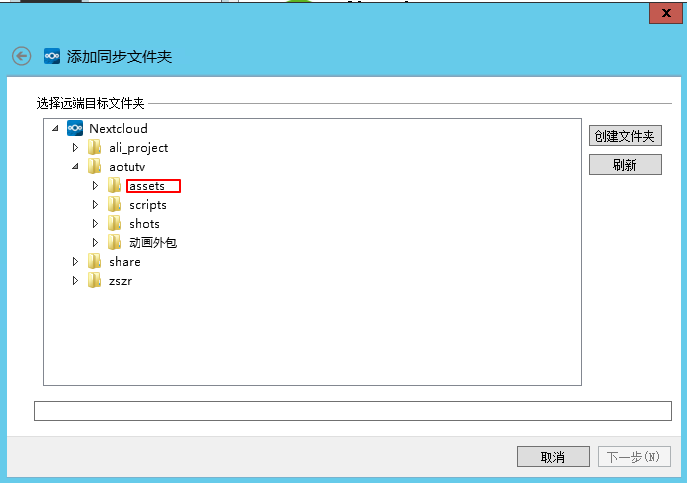 添加同步文件夹
选择远端目标文件夹
Nextcloud
ali_project
aotutv
assets
scripts
shots
动画外包
share
zszr
创建文件夹
刷新
取消
下一步(N)